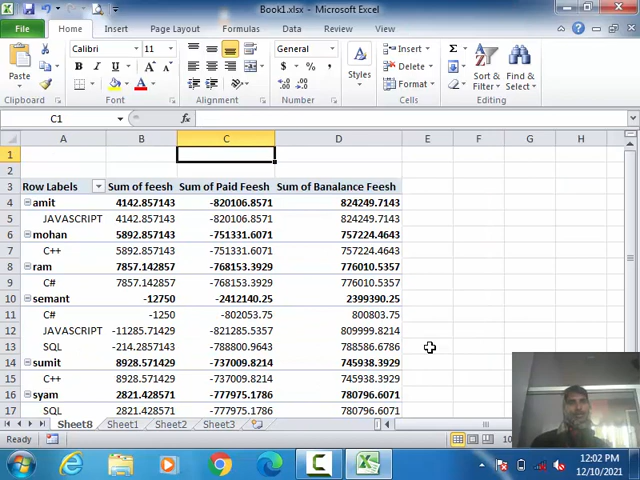 Book1.xlsx - Microsoft Excel
File Home Insert Page Layout Formulas Data Review View
Calibri 11 General Insert
Paste B I U A A Styles Delete Sort & Filter Find & Select
$ % , Format
Clipboard Font Alignment Number Cells Editing
C1 fx
A B C D E F G H
1
2
3 Row Labels Sum of feesh Sum of Paid Feesh Sum of Banalance Feesh
4 amit 4142.857143 -820106.8571 824249.7143
5 JAVASCRIPT 4142.857143 -820106.8571 824249.7143
6 mohan 5892.857143 -751331.6071 757224.4643
7 C++ 5892.857143 -751331.6071 757224.4643
8 ram 7857.142857 -768153.3929 776010.5357
9 C# 7857.142857 -768153.3929 776010.5357
10 semant -12750 -2412140.25 2399390.25
11 C# -1250 -802053.75 800803.75
12 JAVASCRIPT -11285.71429 -821285.5357 809999.8214
13 SQL -214.2857143 -788800.9643 788586.6786
14 sumit 8928.571429 -737009.8214 745938.3929
15 C++ 8928.571429 -737009.8214 745938.3929
16 syam 2821.428571 -777975.1786 780796.6071
17 SQL 2821.428571 -777975.1786 780796.6071
Sheet8 Sheet1 Sheet2 Sheet3
Ready
12:02 PM
12/10/2021